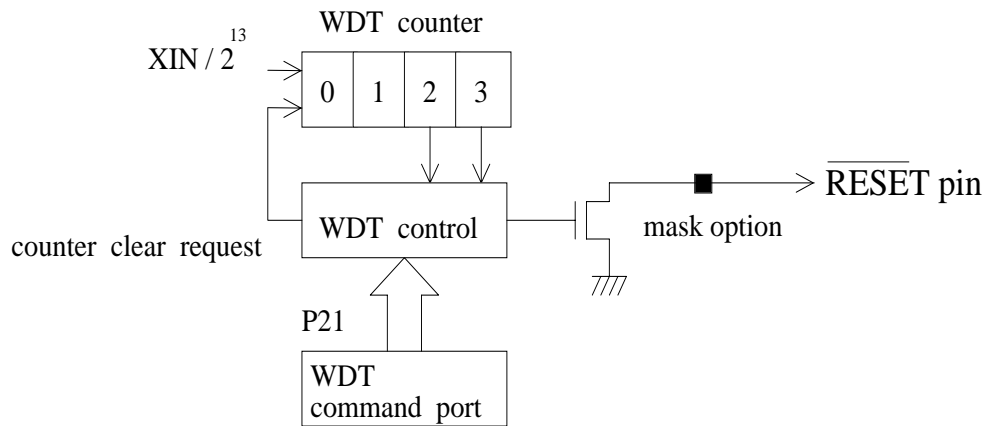 WDT counter
XIN / 2^13
0 1 2 3
RESET pin
WDT control
mask option
counter clear request
P21
WDT
command port